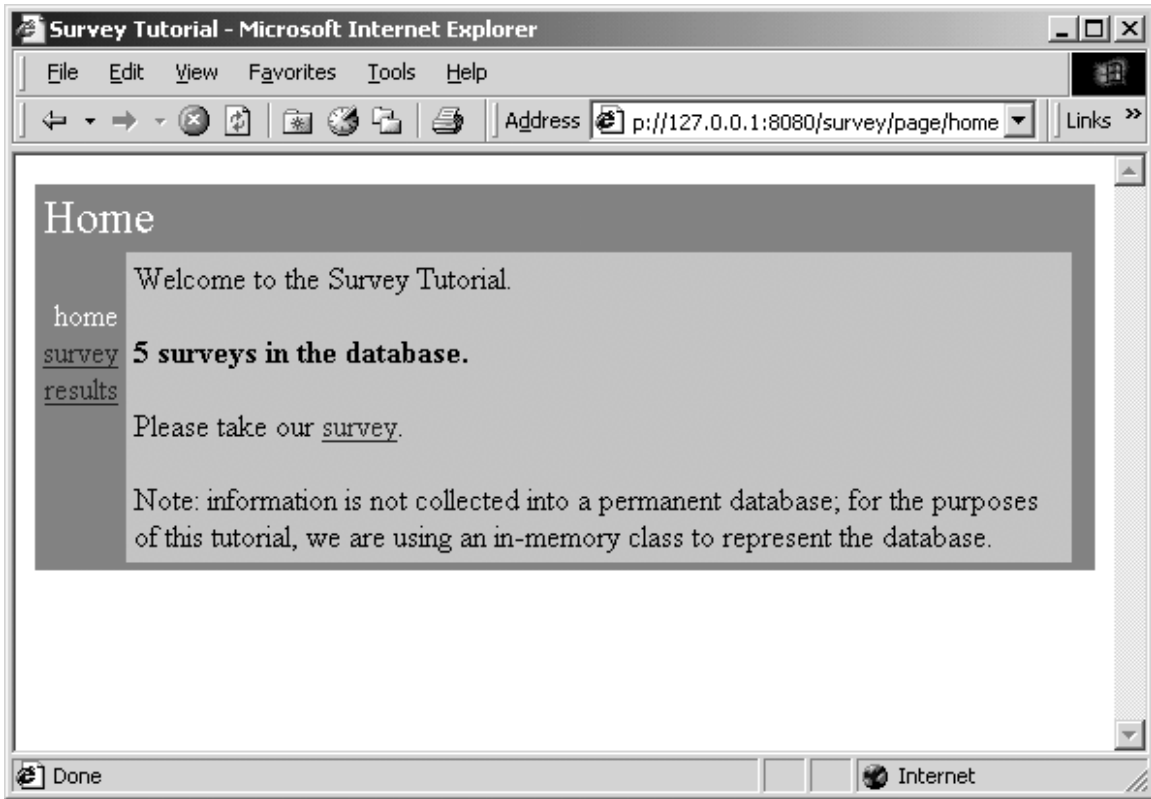 Survey Tutorial - Microsoft Internet Explorer
File Edit View Favorites Tools Help
Address p://127.0.0.1:8080/survey/page/home Links »
Home
Welcome to the Survey Tutorial.
home
survey 5 surveys in the database.
results
Please take our survey.
Note: information is not collected into a permanent database; for the purposes
of this tutorial, we are using an in-memory class to represent the database.
Done Internet